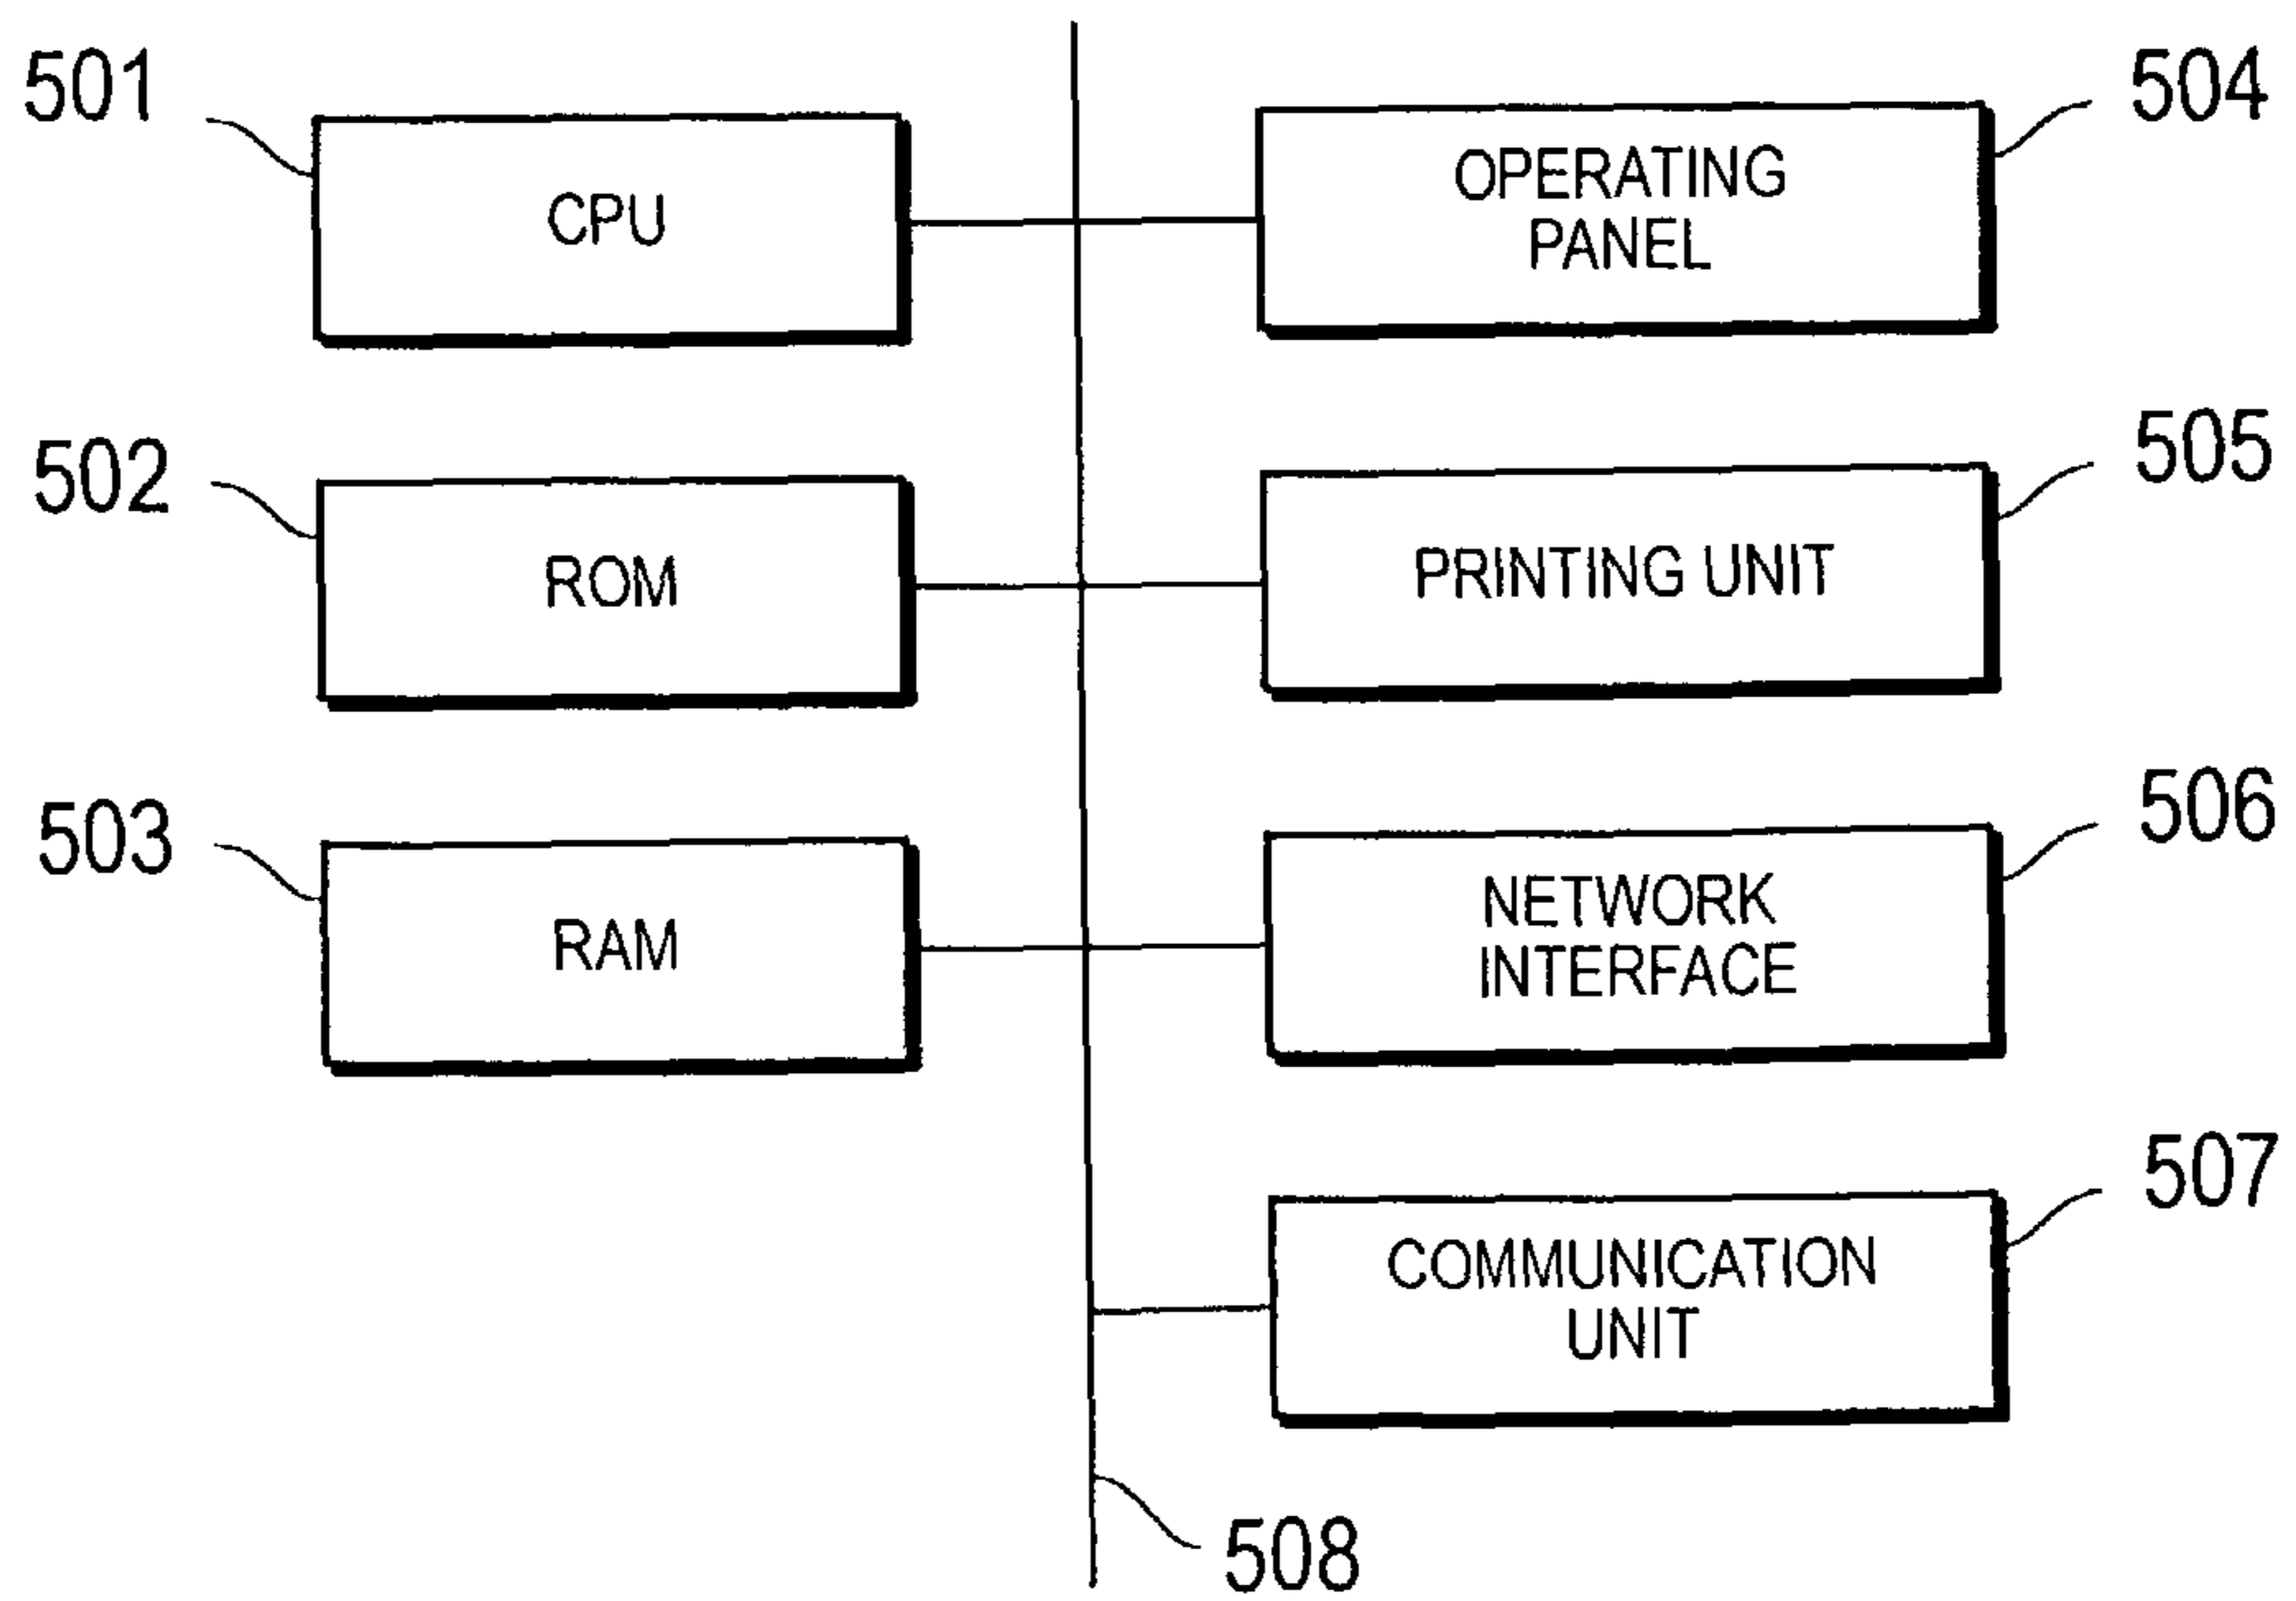 501
CPU
504
OPERATING
PANEL
502
ROM
505
PRINTING UNIT
503
RAM
506
NETWORK
INTERFACE
507
COMMUNICATION
UNIT
508